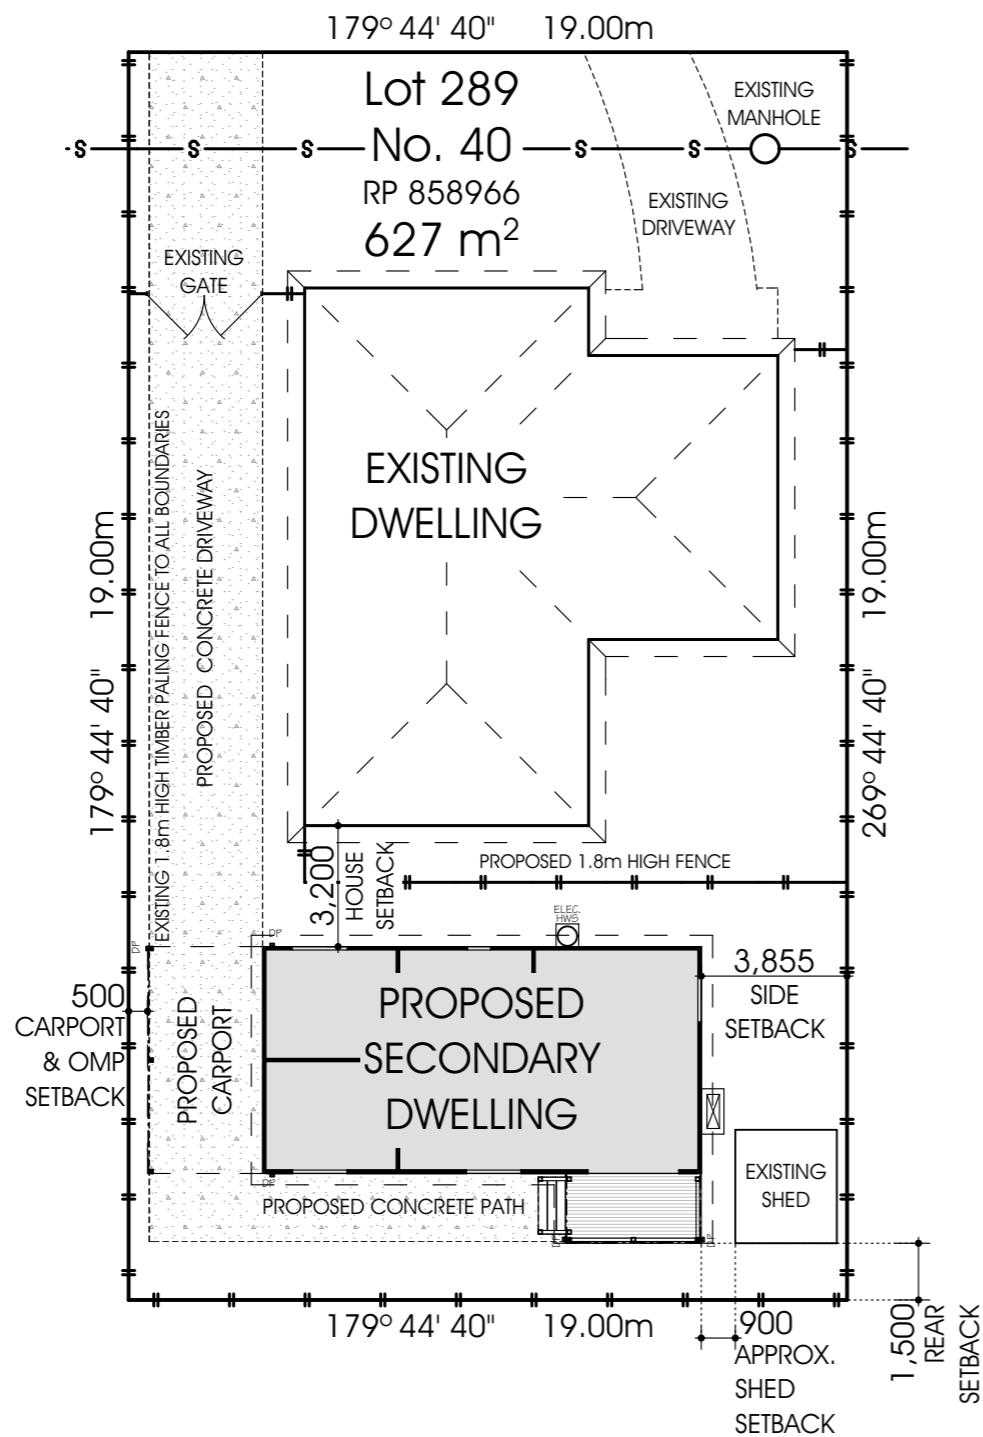 179° 44' 40" 19.00m
Lot 289
No. 40
RP 858966
627 m²
EXISTING
MANHOLE
S S S S S S
EXISTING
DRIVEWAY
EXISTING
GATE
EXISTING
DWELLING
EXISTING 1.8m HIGH TIMBER PALING FENCE TO ALL BOUNDARIES
PROPOSED CONCRETE DRIVEWAY
179° 44' 40" 19.00m
269° 44' 40" 19.00m
3,200
HOUSE
SETBACK
PROPOSED 1.8m HIGH FENCE
ELEC.
HWS
DP
DP
500
CARPORT
& OMP
SETBACK
PROPOSED
CARPORT
PROPOSED
SECONDARY
DWELLING
3,855
SIDE
SETBACK
EXISTING
SHED
DP
PROPOSED CONCRETE PATH
DP
179° 44' 40" 19.00m
900
APPROX.
SHED
SETBACK
1,500
REAR
SETBACK